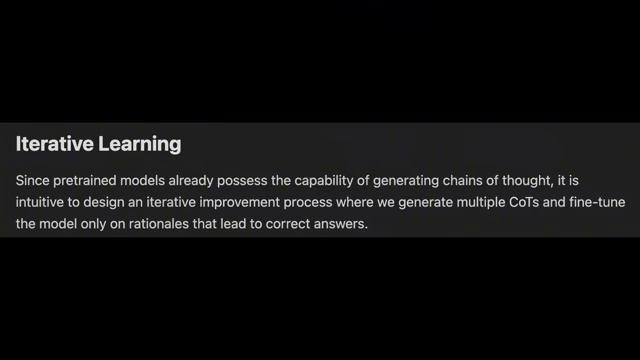 Iterative Learning
Since pretrained models already possess the capability of generating chains of thought, it is
intuitive to design an iterative improvement process where we generate multiple CoTs and fine-tune
the model only on rationales that lead to correct answers.